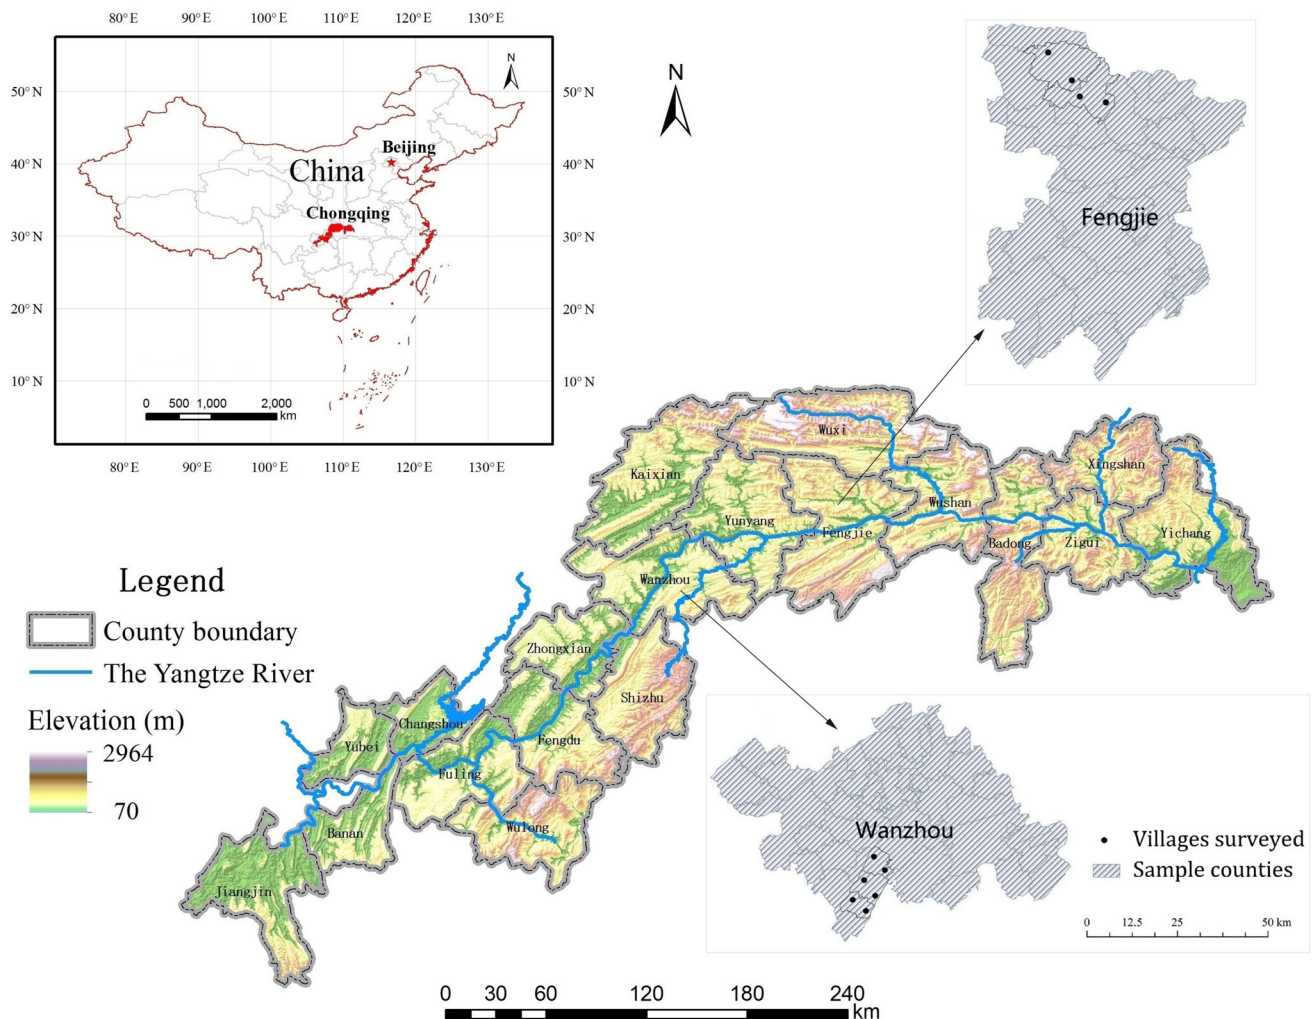 80° E 90° E 100° E 110° E 120° E 130° E
N
50° N 50° N
Beijing
40° N 40° N
China
Chongqing
30° N 30° N
20° N 20° N
10° N 10° N
0 500 1,000 2,000
km
80° E 90° E 100° E 110° E 120° E 130° E
N
Fengjie
Wuxi
Kaixian
Xingshan
Wushan
Yunyang
Fengjie
Yichang
Badong
Zigui
Wanzhou
Zhongxian
Shizhu
Changshou
Yubei
Fengdu
Fuling
Wulong
Banan
Jiangjin
Legend
County boundary
The Yangtze River
Elevation (m)
2964
70
Wanzhou
Villages surveyed
Sample counties
0 12.5 25 50 km
0 30 60 120 180 240
km